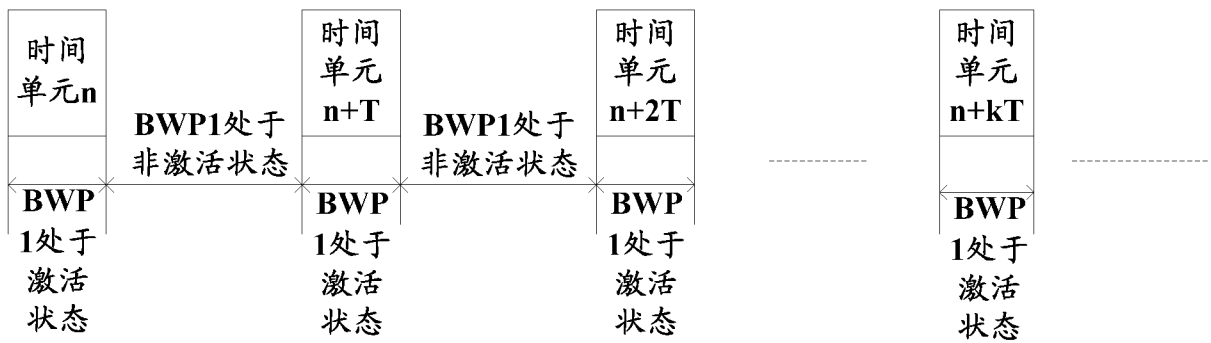 时间
单元n
时间
单元
n+T
时间
单元
n+2T
时间
单元
n+kT
BWP1处于
非激活状态
BWP1处于
非激活状态
BWP
1处于
激活
状态
BWP
1处于
激活
状态
BWP
1处于
激活
状态
BWP
1处于
激活
状态